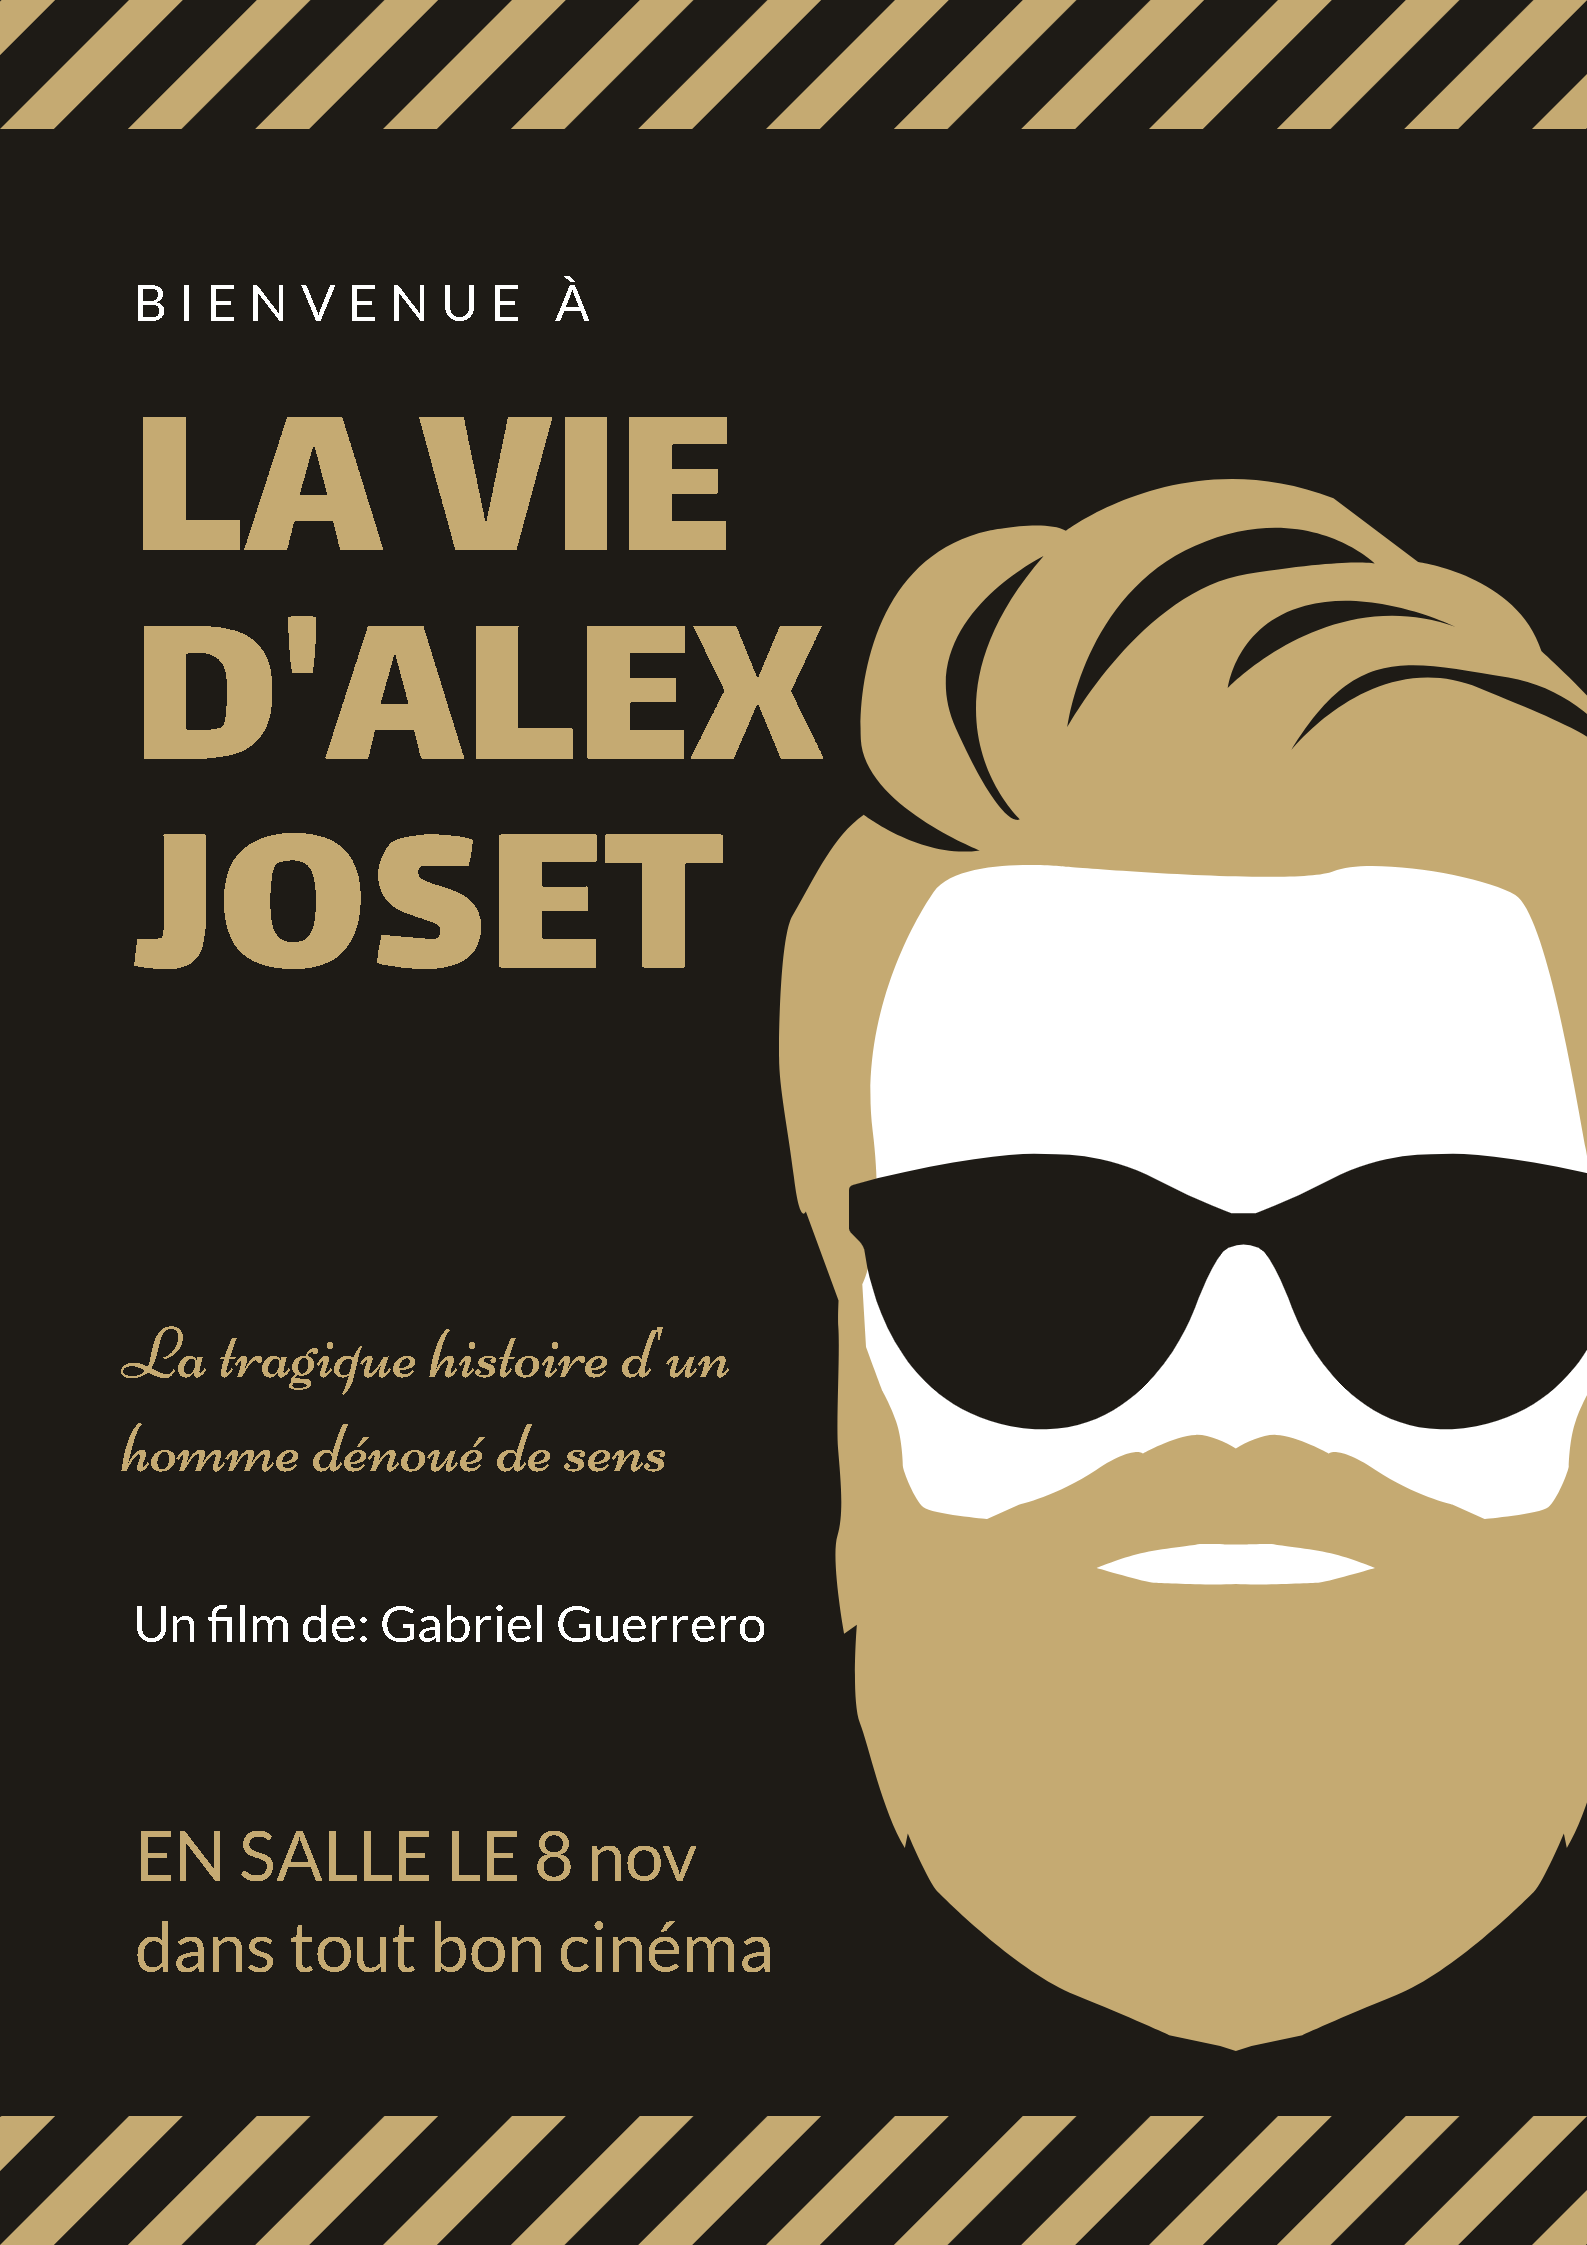 BIENVENUE À
LA VIE
D'ALEX
JOSET
La tragique histoire d'un
homme dénoué de sens
Un film de: Gabriel Guerrero
EN SALLE LE 8 nov
dans tout bon cinéma